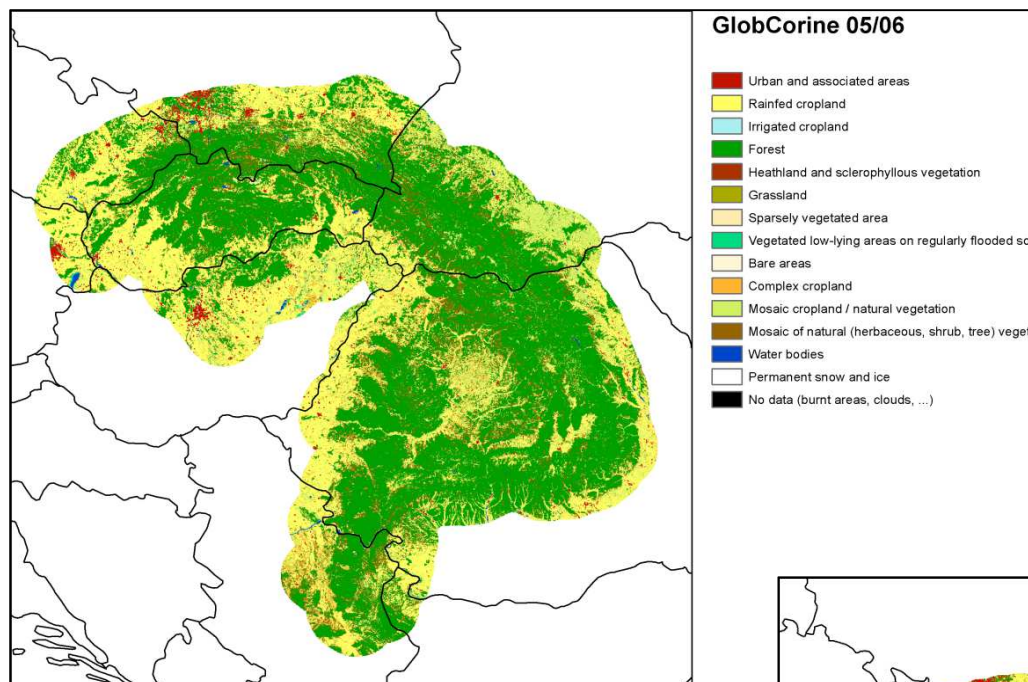 GlobCorine 05/06
Urban and associated areas
Rainfed cropland
Irrigated cropland
Forest
Heathland and sclerophyllous vegetation
Grassland
Sparsely vegetated area
Vegetated low-lying areas on regularly flooded so
Bare areas
Complex cropland
Mosaic cropland / natural vegetation
Mosaic of natural (herbaceous, shrub, tree) veget
Water bodies
Permanent snow and ice
No data (burnt areas, clouds, ...)